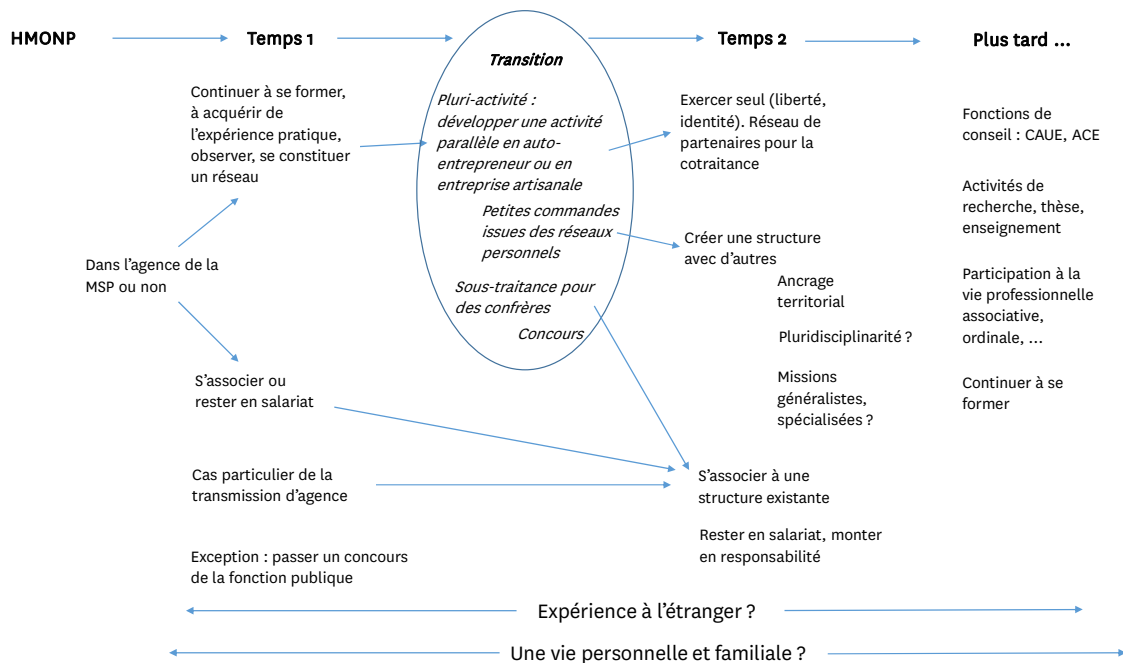 HMONP
Temps 1
Transition
Temps 2
Plus tard …
Continuer à se former,
à acquérir de
l’expérience pratique,
observer, se constituer
un réseau
Dans l’agence de la
MSP ou non
S’associer ou
rester en salariat
Cas particulier de la
transmission d’agence
Exception : passer un concours
de la fonction publique
Pluri-activité :
développer une activité
parallèle en auto-
entrepreneur ou en
entreprise artisanale
Petites commandes
issues des réseaux
personnels
Sous-traitance pour
des confrères
Concours
Exercer seul (liberté,
identité). Réseau de
partenaires pour la
cotraitance
Créer une structure
avec d’autres
Ancrage
territorial
Pluridisciplinarité ?
Missions
généralistes,
spécialisées ?
S’associer à une
structure existante
Rester en salariat, monter
en responsabilité
Fonctions de
conseil : CAUE, ACE
Activités de
recherche, thèse,
enseignement
Participation à la
vie professionnelle
associative,
ordinale, …
Continuer à se
former
Expérience à l’étranger ?
Une vie personnelle et familiale ?